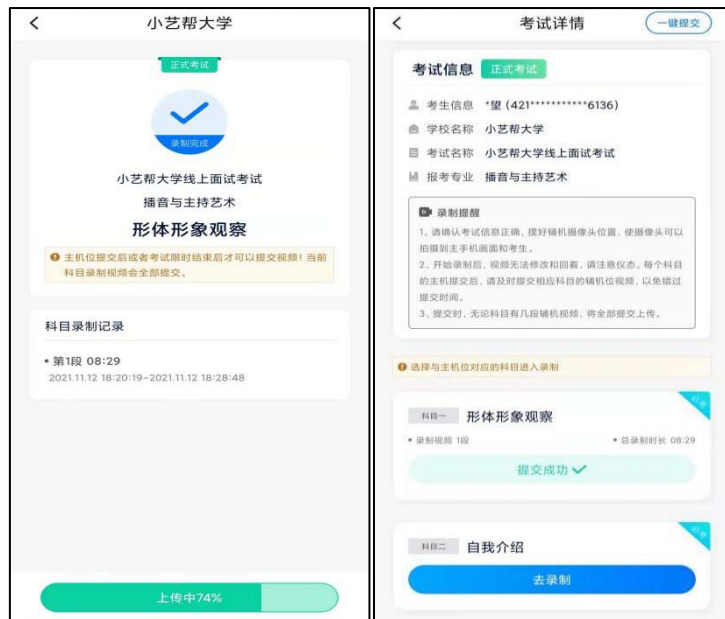 小艺帮大学
正式考试
录制完成
小艺帮大学线上面试考试
播音与主持艺术
形体形象观察
主机位提交后或者考试限时结束后才可以提交视频！当前
科目录制视频会全部提交。
科目录制记录
• 第1段 08:29
2021.11.12 18:20:19~2021.11.12 18:28:48
上传中74%
考试详情
一键提交
考试信息 正式考试
考生信息 *望 (421***********6136)
学校名称 小艺帮大学
考试名称 小艺帮大学线上面试考试
报考专业 播音与主持艺术
录制提醒
1、请确认考试信息正确，摆好辅机摄像头位置，使摄像头可以
拍摄到主手机画面和考生。
2、开始录制后，视频无法修改和回看，请注意仪态。每个科目
的主机提交后，请及时提交相应科目的辅机位视频，以免错过
提交时间。
3、提交时，无论科目有几段辅机视频，将全部提交上传。
选择与主机位对应的科目进入录制
科目一 形体形象观察
• 录制视频 1段
• 总录制时长 08:29
提交成功
科目二 自我介绍
去录制